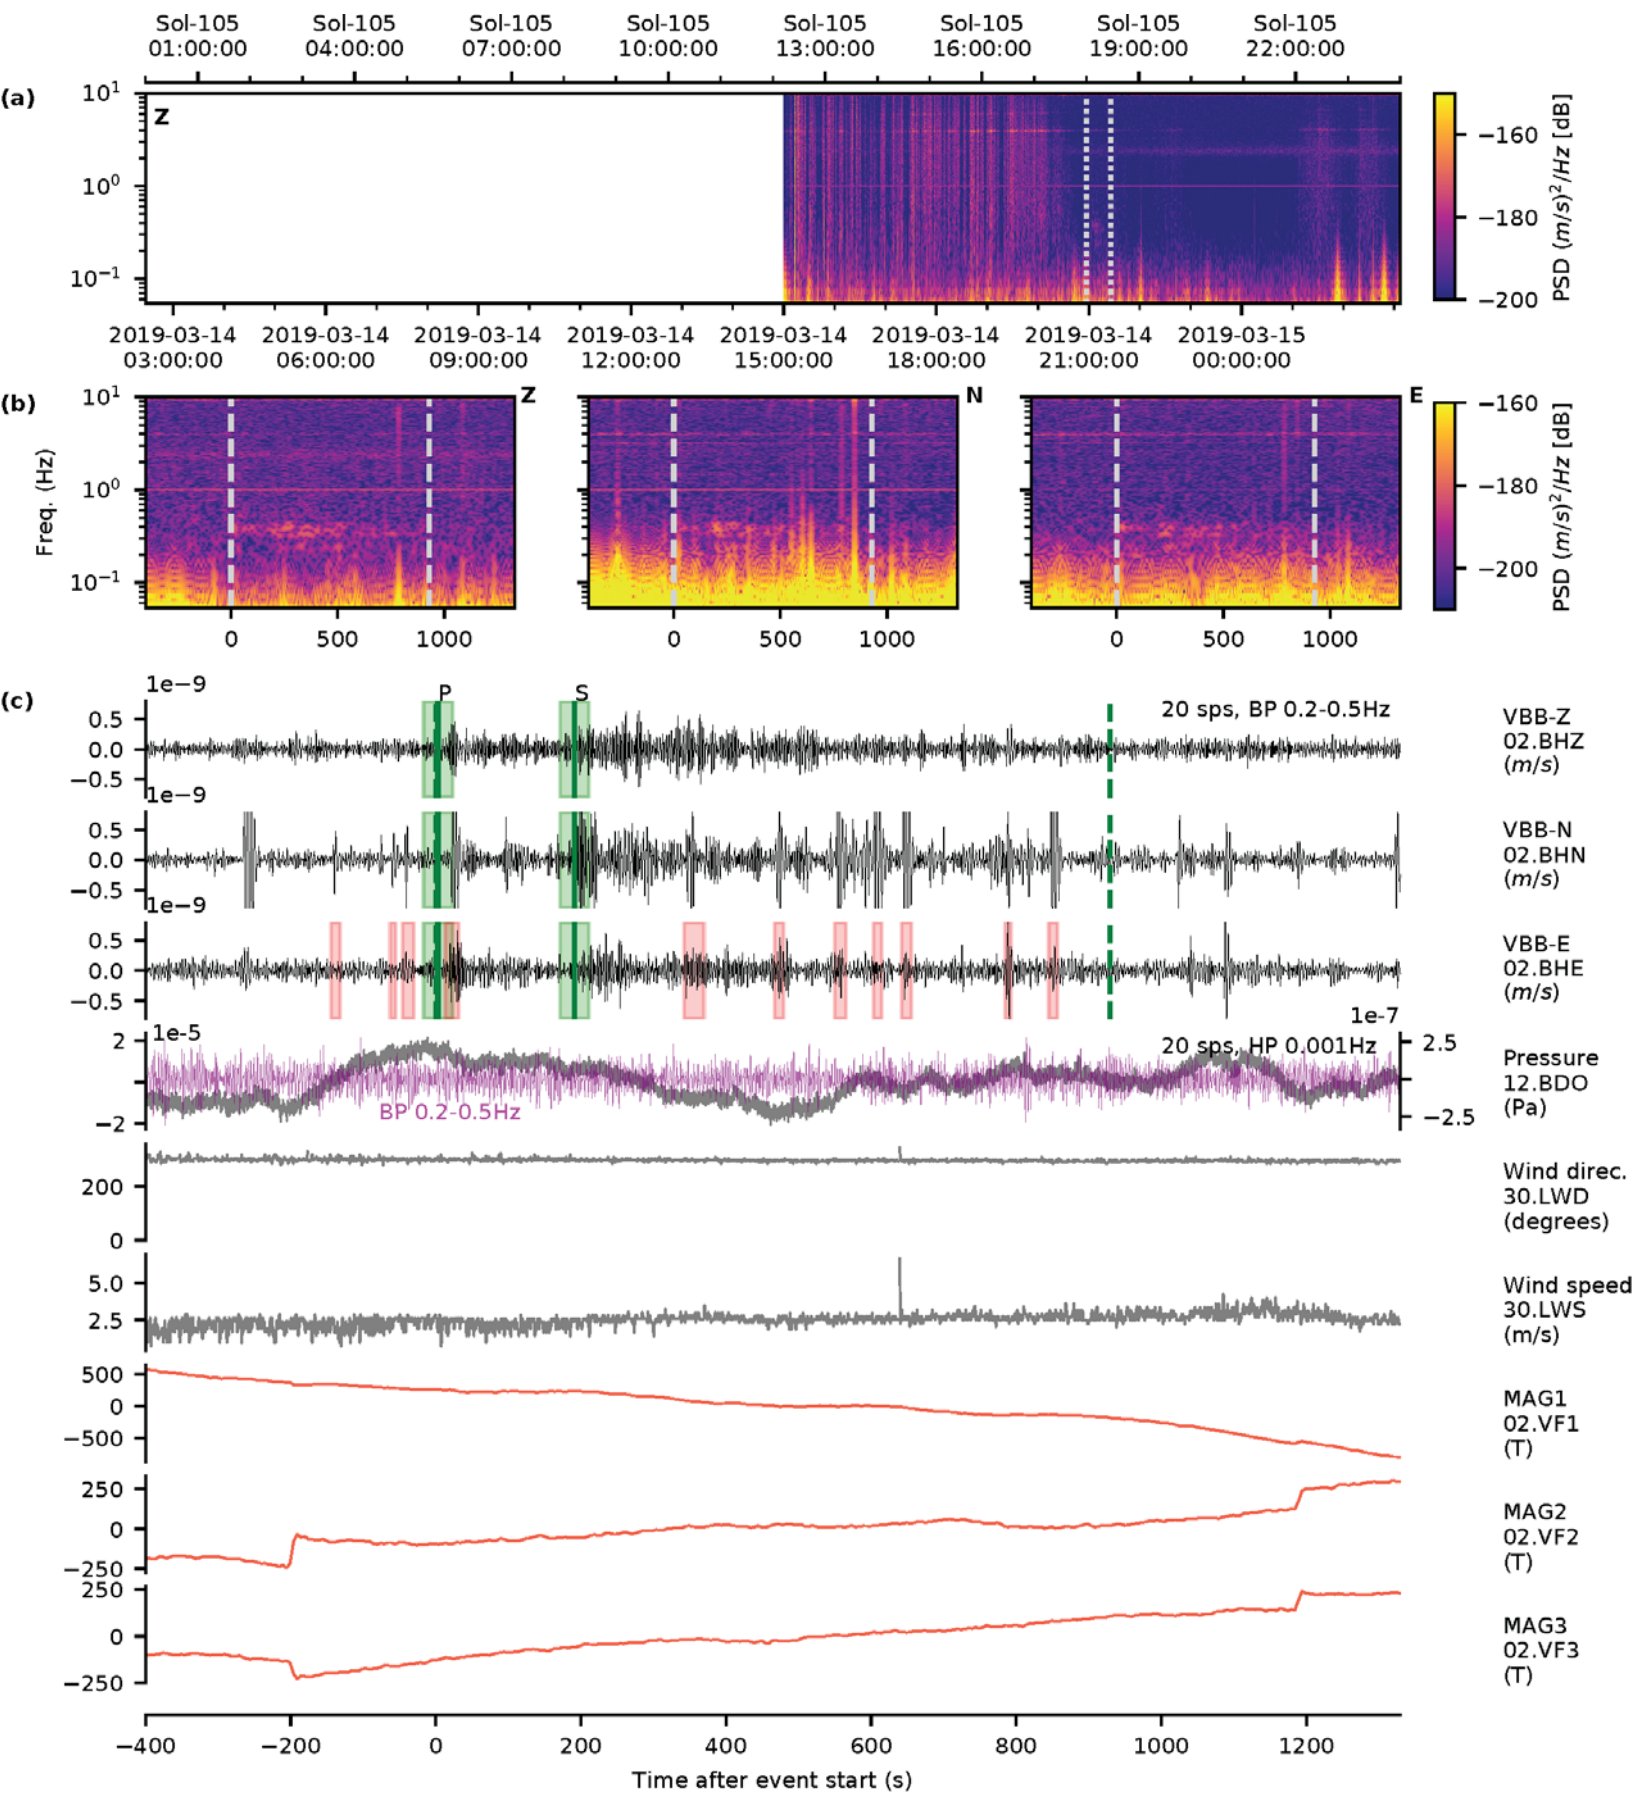 Sol-105 Sol-105 Sol-105 Sol-105 Sol-105 Sol-105 Sol-105 Sol-105
01:00:00 04:00:00 07:00:00 10:00:00 13:00:00 16:00:00 19:00:00 22:00:00
(a)
Z
10¹
10⁰
10⁻¹
−160
−180
−200
PSD (m/s)²/Hz [dB]
2019-03-14 2019-03-14 2019-03-14 2019-03-14 2019-03-14 2019-03-14 2019-03-14 2019-03-15
03:00:00 06:00:00 09:00:00 12:00:00 15:00:00 18:00:00 21:00:00 00:00:00
(b)
Z N E
10¹
10⁰
10⁻¹
Freq. (Hz)
−160
−180
−200
PSD (m/s)²/Hz [dB]
0 500 1000 0 500 1000 0 500 1000
(c)
1e−9
P S
20 sps, BP 0.2-0.5Hz
0.5
0.0
−0.5
VBB-Z
02.BHZ
(m/s)
1e−9
0.5
0.0
−0.5
VBB-N
02.BHN
(m/s)
1e−9
0.5
0.0
−0.5
VBB-E
02.BHE
(m/s)
1e-5
1e-7
20 sps, HP 0.001Hz
2
−2
BP 0.2-0.5Hz
2.5
−2.5
Pressure
12.BDO
(Pa)
200
0
Wind direc.
30.LWD
(degrees)
5.0
2.5
Wind speed
30.LWS
(m/s)
500
0
−500
MAG1
02.VF1
(T)
250
0
−250
MAG2
02.VF2
(T)
250
0
−250
MAG3
02.VF3
(T)
−400 −200 0 200 400 600 800 1000 1200
Time after event start (s)